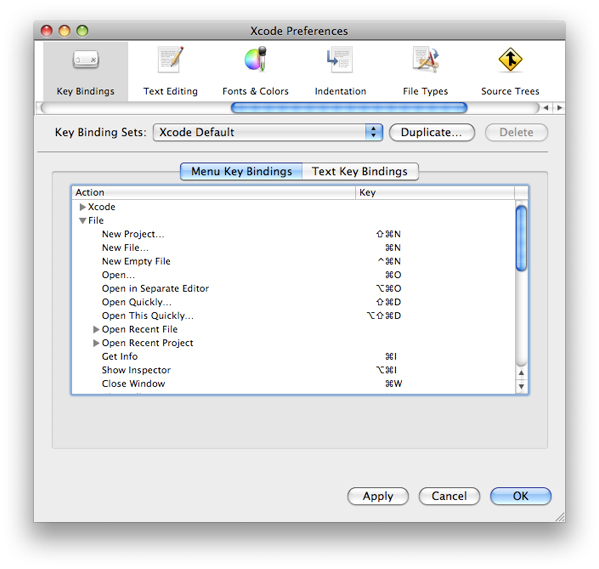 Xcode Preferences
Key Bindings Text Editing Fonts & Colors Indentation File Types Source Trees
Key Binding Sets: Xcode Default Duplicate... Delete
Menu Key Bindings Text Key Bindings
Action Key
Xcode
File
New Project... ⇧⌘N
New File... ⌘N
New Empty File ^⌘N
Open... ⌘O
Open in Separate Editor ⌥⌘O
Open Quickly... ⇧⌘D
Open This Quickly... ⌥⇧⌘D
Open Recent File
Open Recent Project
Get Info ⌘I
Show Inspector ⌥⌘I
Close Window ⌘W
Apply Cancel OK